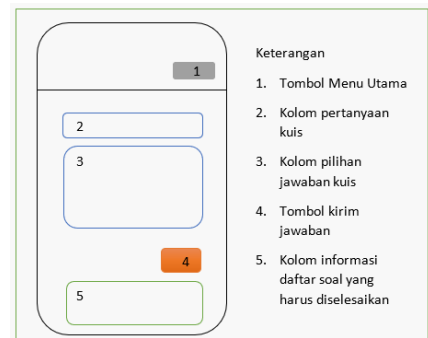 1
2
3
4
5
Keterangan
1. Tombol Menu Utama
2. Kolom pertanyaan
kuis
3. Kolom pilihan
jawaban kuis
4. Tombol kirim
jawaban
5. Kolom informasi
daftar soal yang
harus diselesaikan